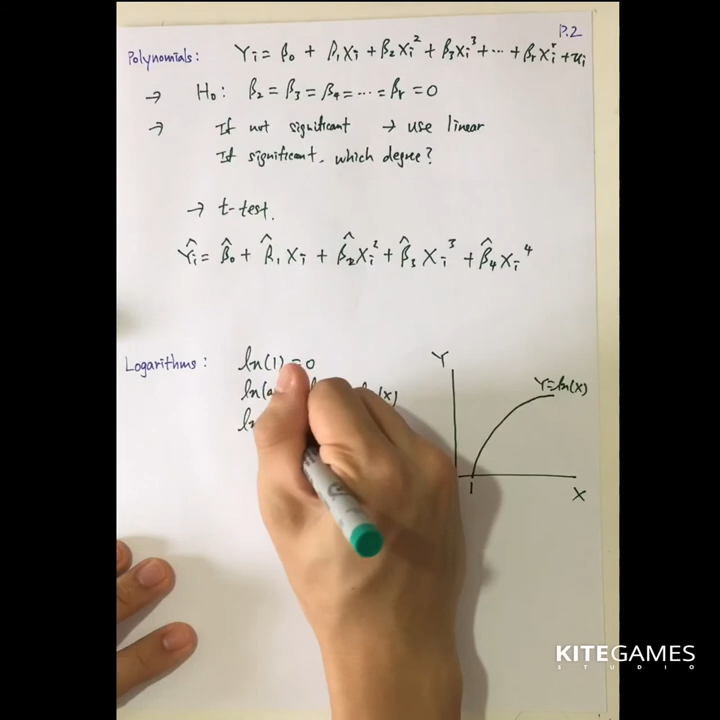 P.2
Polynomials: Yi = β0 + β1Xi + β2Xi² + β3Xi³ + ... + βrXiʳ + ui
→ H0: β2 = β3 = β4 = ... = βr = 0
→ If not significant → use linear
If significant. which degree?
→ t-test.
Ŷi = β̂0 + β̂1Xi + β̂2Xi² + β̂3Xi³ + β̂4Xi⁴
Logarithms: ln(1) = 0
ln(a
(x)
ln
Y
Y=ln(x)
1
X
KITEGAMES
STUDIO